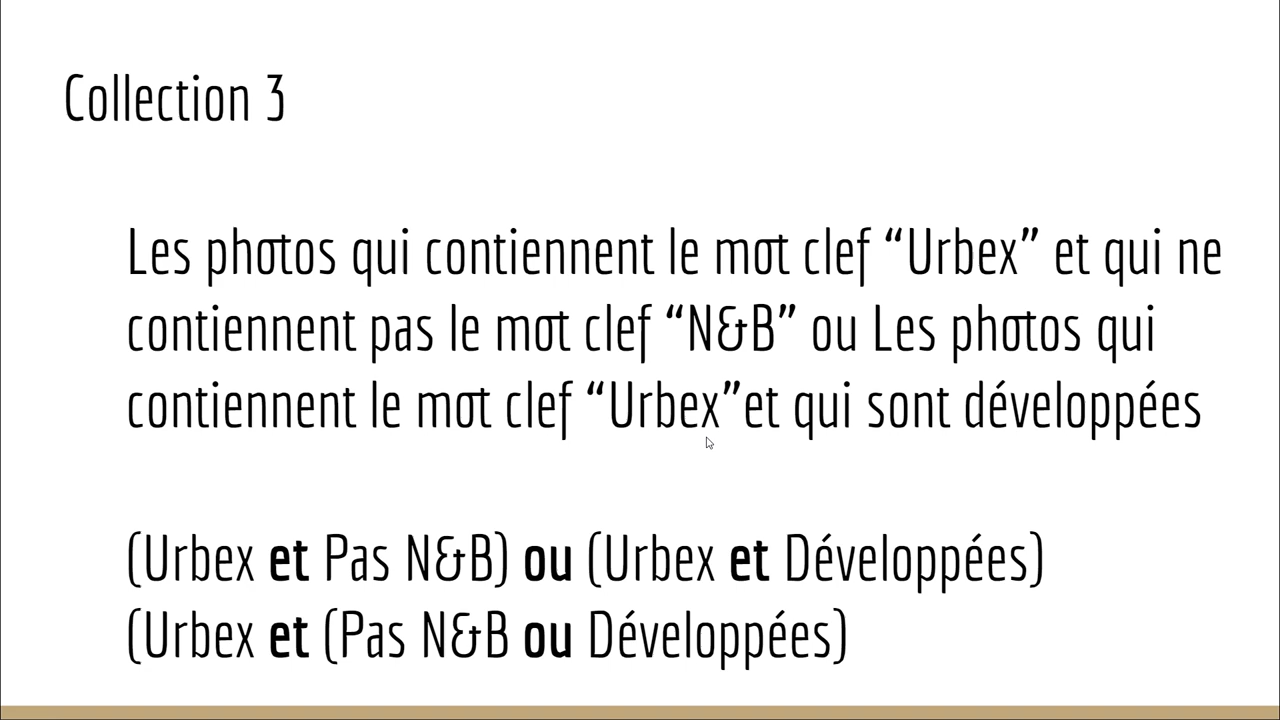 Collection 3
Les photos qui contiennent le mot clef “Urbex” et qui ne
contiennent pas le mot clef “N&B” ou Les photos qui
contiennent le mot clef “Urbex”et qui sont développées
(Urbex et Pas N&B) ou (Urbex et Développées)
(Urbex et (Pas N&B ou Développées)